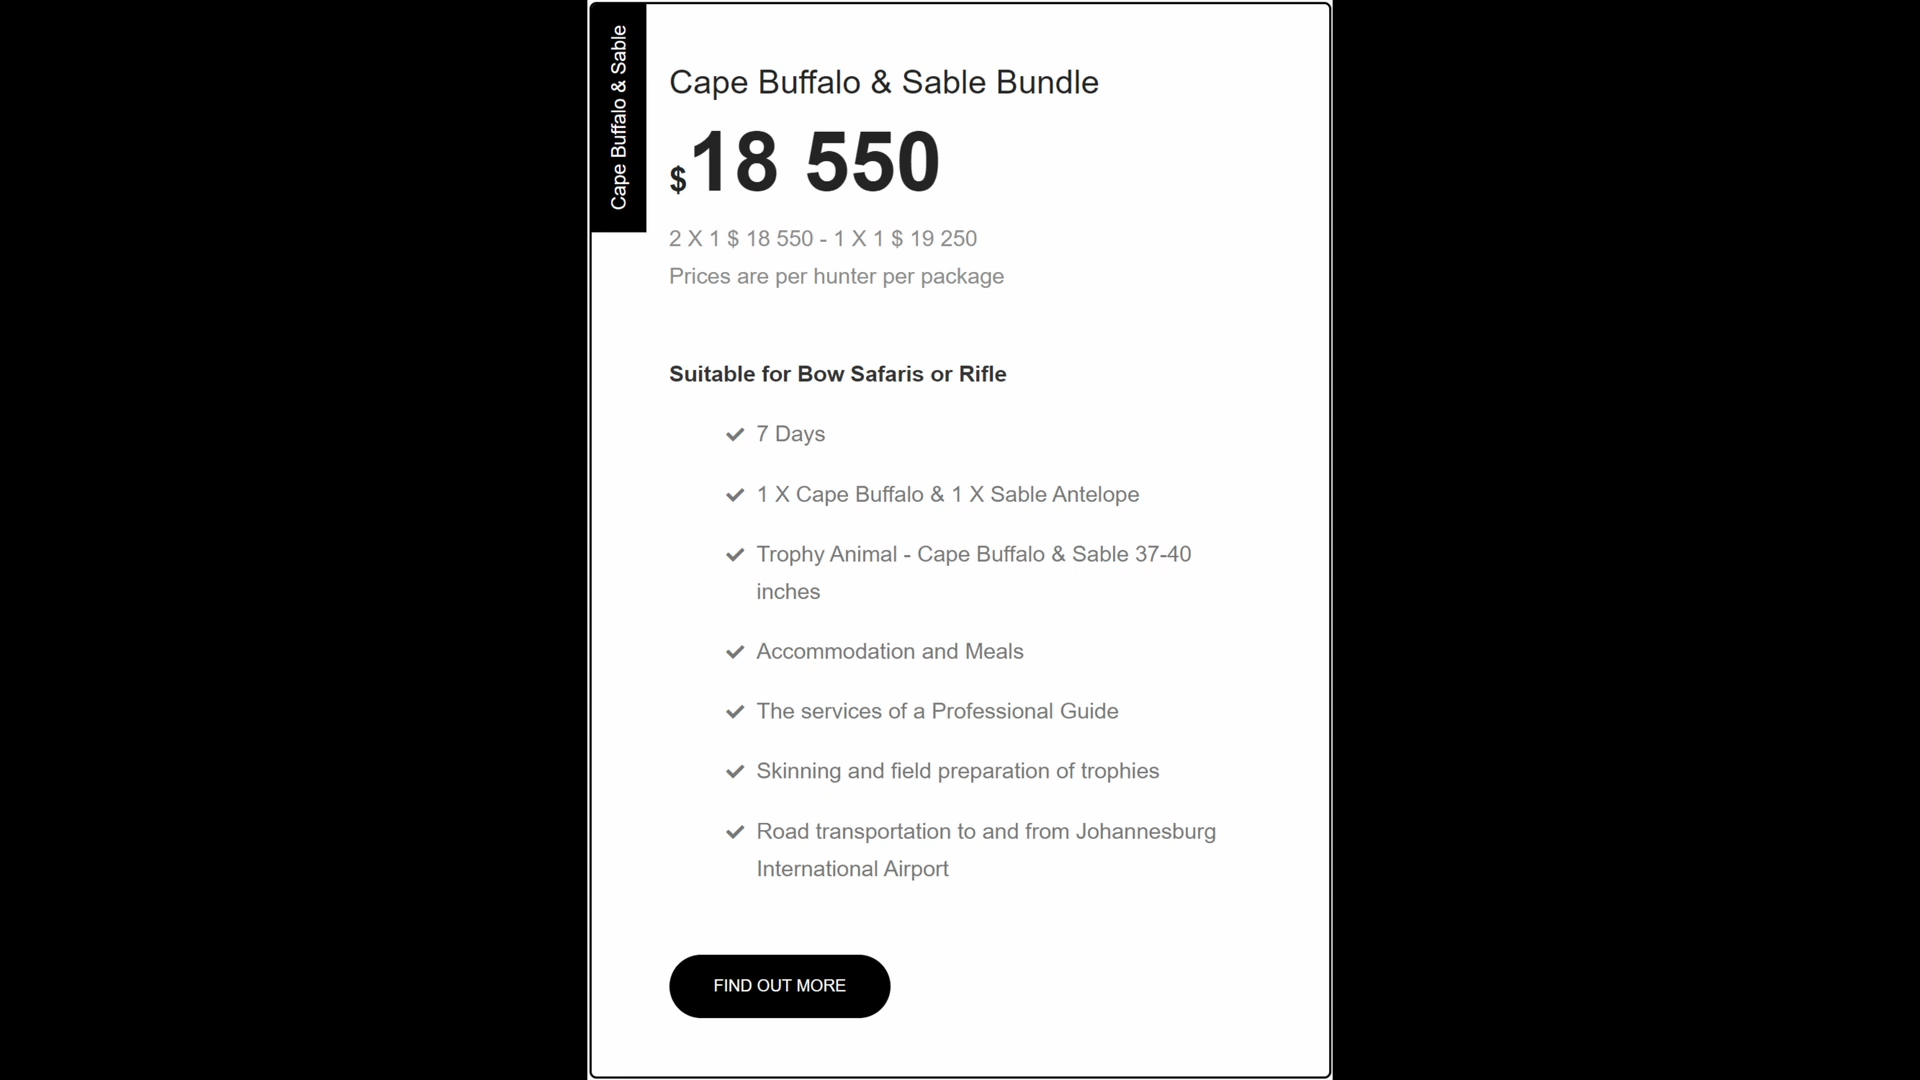 Cape Buffalo & Sable
Cape Buffalo & Sable Bundle
$18 550
2 X 1 $ 18 550 - 1 X 1 $ 19 250
Prices are per hunter per package
Suitable for Bow Safaris or Rifle
7 Days
1 X Cape Buffalo & 1 X Sable Antelope
Trophy Animal - Cape Buffalo & Sable 37-40
inches
Accommodation and Meals
The services of a Professional Guide
Skinning and field preparation of trophies
Road transportation to and from Johannesburg
International Airport
FIND OUT MORE